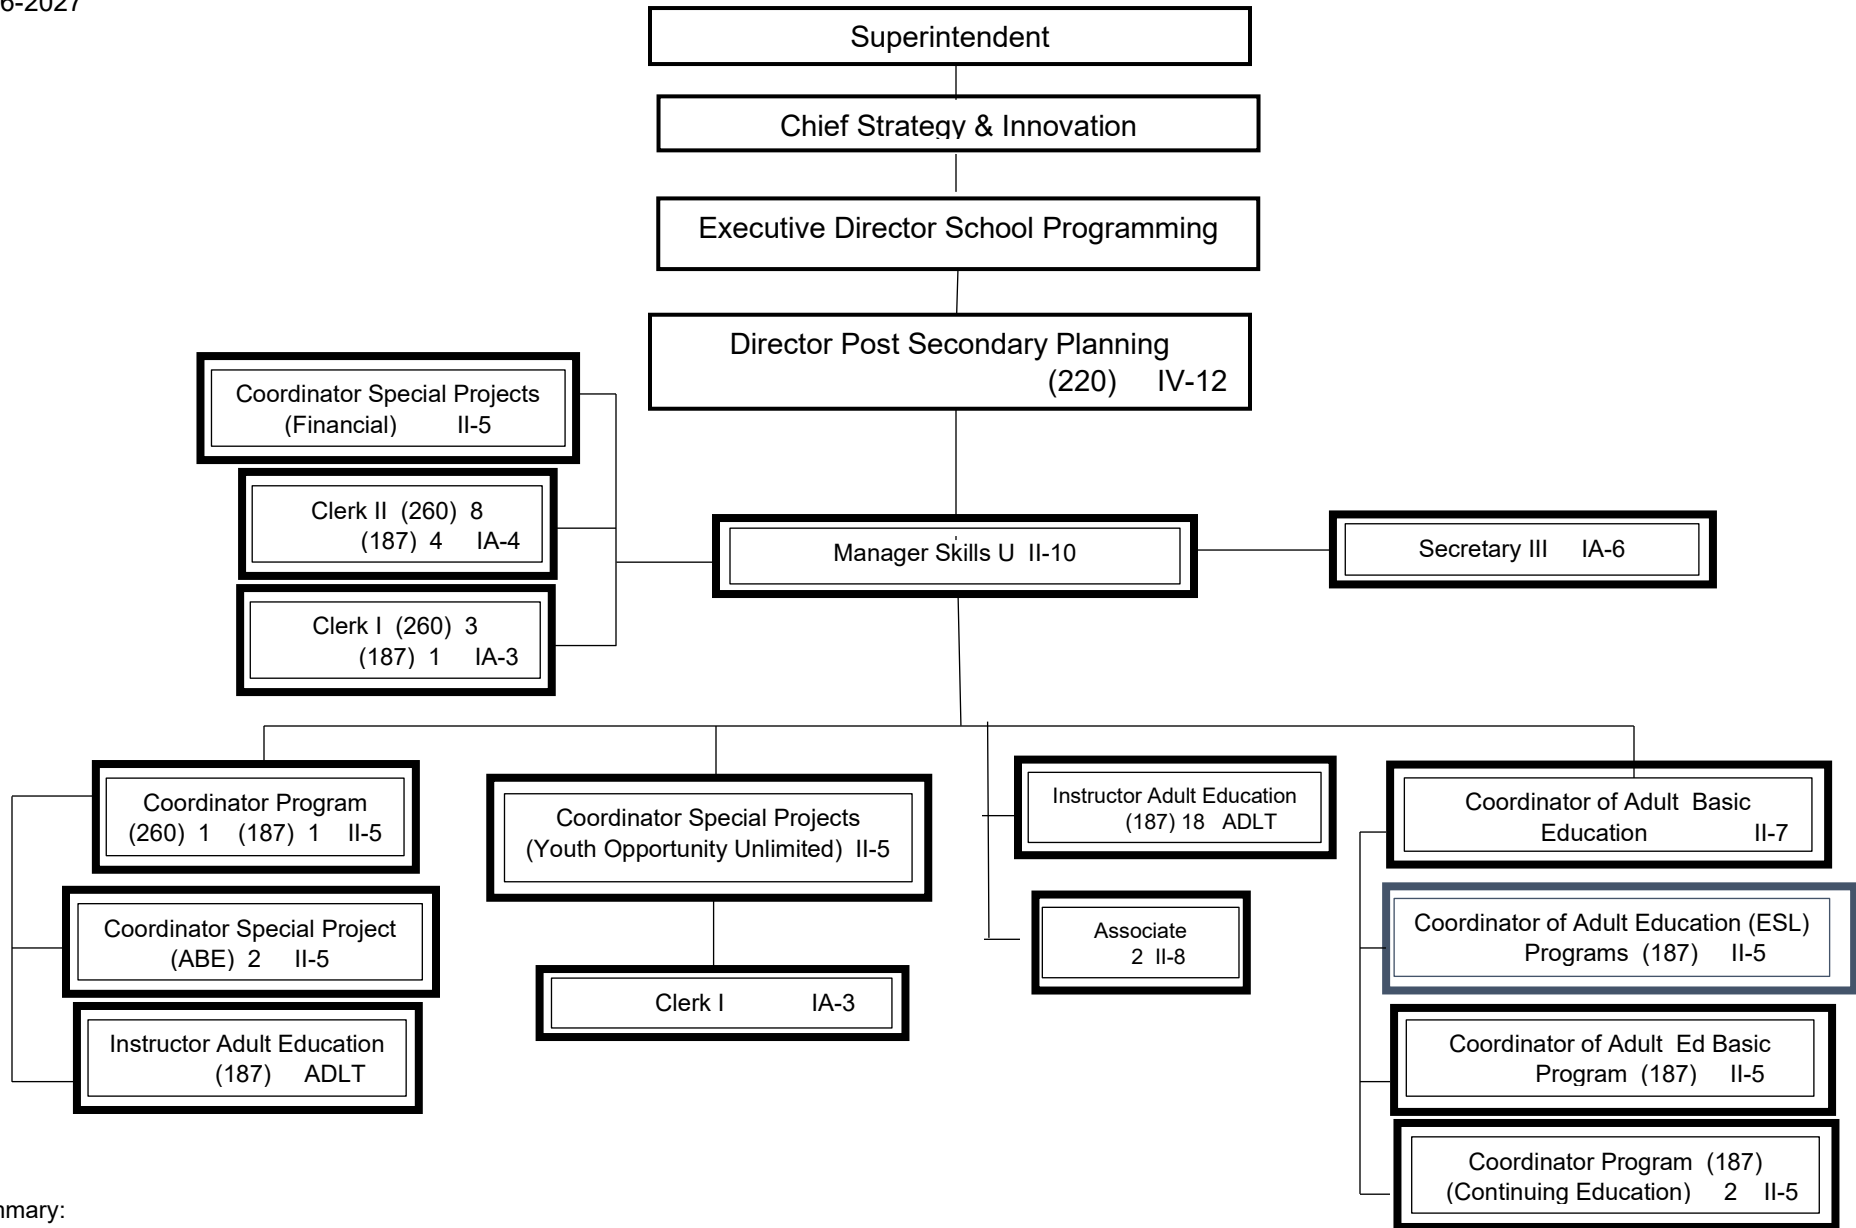 6-2027
Superintendent
Chief Strategy & Innovation
Executive Director School Programming
Director Post Secondary Planning
(220) IV-12
Coordinator Special Projects
(Financial) II-5
Clerk II (260) 8
(187) 4 IA-4
Clerk I (260) 3
(187) 1 IA-3
Manager Skills U II-10
Secretary III IA-6
Coordinator Program
(260) 1 (187) 1 II-5
Coordinator Special Project
(ABE) 2 II-5
Instructor Adult Education
(187) ADLT
Coordinator Special Projects
(Youth Opportunity Unlimited) II-5
Clerk I IA-3
Instructor Adult Education
(187) 18 ADLT
Associate
2 II-8
Coordinator of Adult Basic
Education II-7
Coordinator of Adult Education (ESL)
Programs (187) II-5
Coordinator of Adult Ed Basic
Program (187) II-5
Coordinator Program (187)
(Continuing Education) 2 II-5
mary: